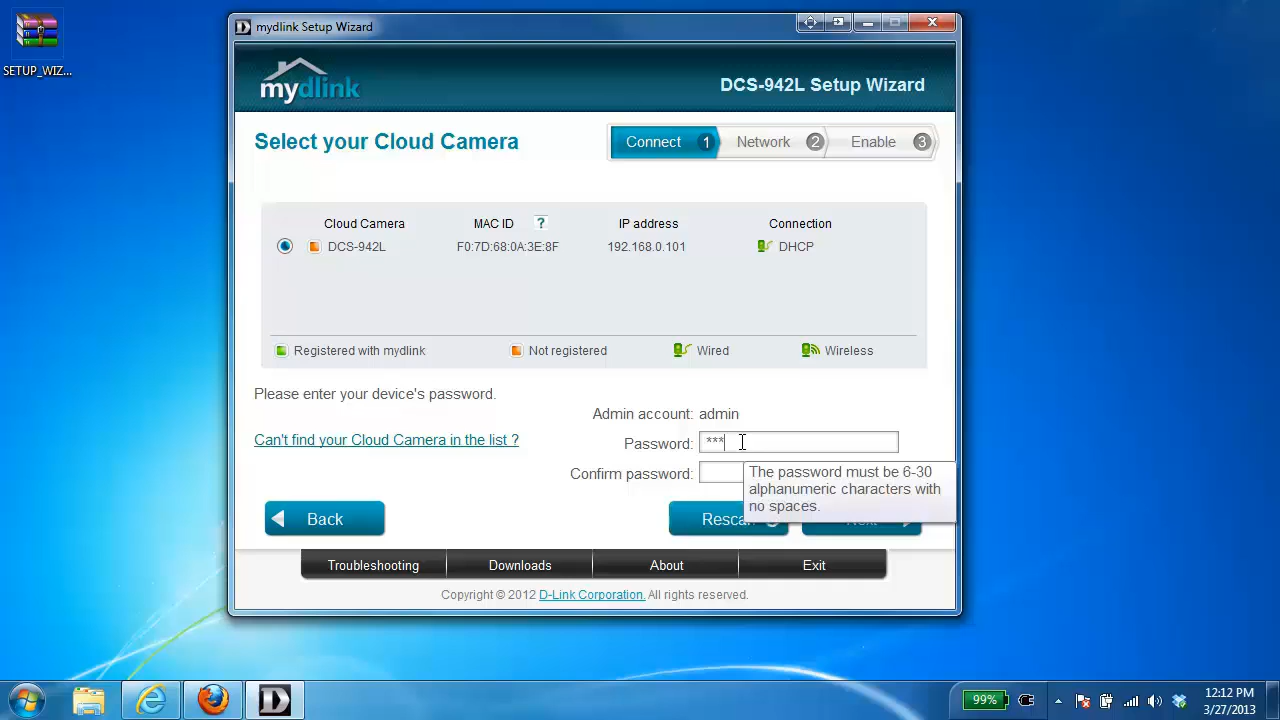 SETUP_WIZ...
mydlink Setup Wizard
mydlink
DCS-942L Setup Wizard
Select your Cloud Camera
Connect 1 Network 2 Enable 3
Cloud Camera MAC ID ? IP address Connection
DCS-942L F0:7D:68:0A:3E:8F 192.168.0.101 DHCP
Registered with mydlink Not registered Wired Wireless
Please enter your device's password.
Admin account: admin
Can't find your Cloud Camera in the list ?
Password: ***
Confirm password:
The password must be 6-30
alphanumeric characters with
no spaces.
Back Rescan Next
Troubleshooting Downloads About Exit
Copyright © 2012 D-Link Corporation. All rights reserved.
99%
12:12 PM
3/27/2013